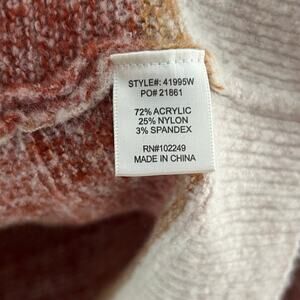 STYLE#: 41995W
PO# 21861
72% ACRYLIC
25% NYLON
3% SPANDEX
RN#102249
MADE IN CHINA